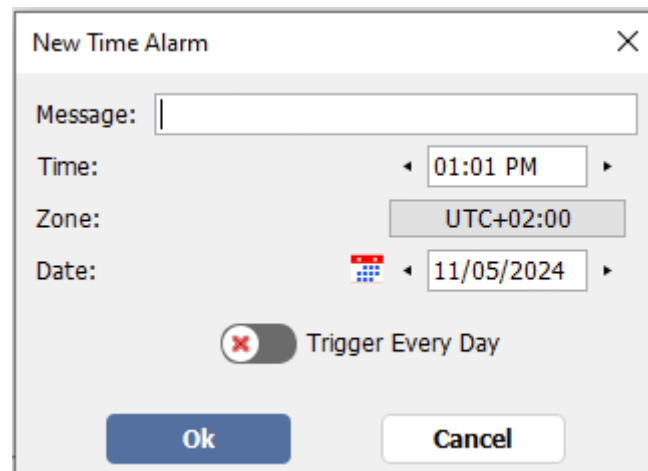 New Time Alarm
Message:
Time: 01:01 PM
Zone: UTC+02:00
Date: 11/05/2024
Trigger Every Day
Ok Cancel